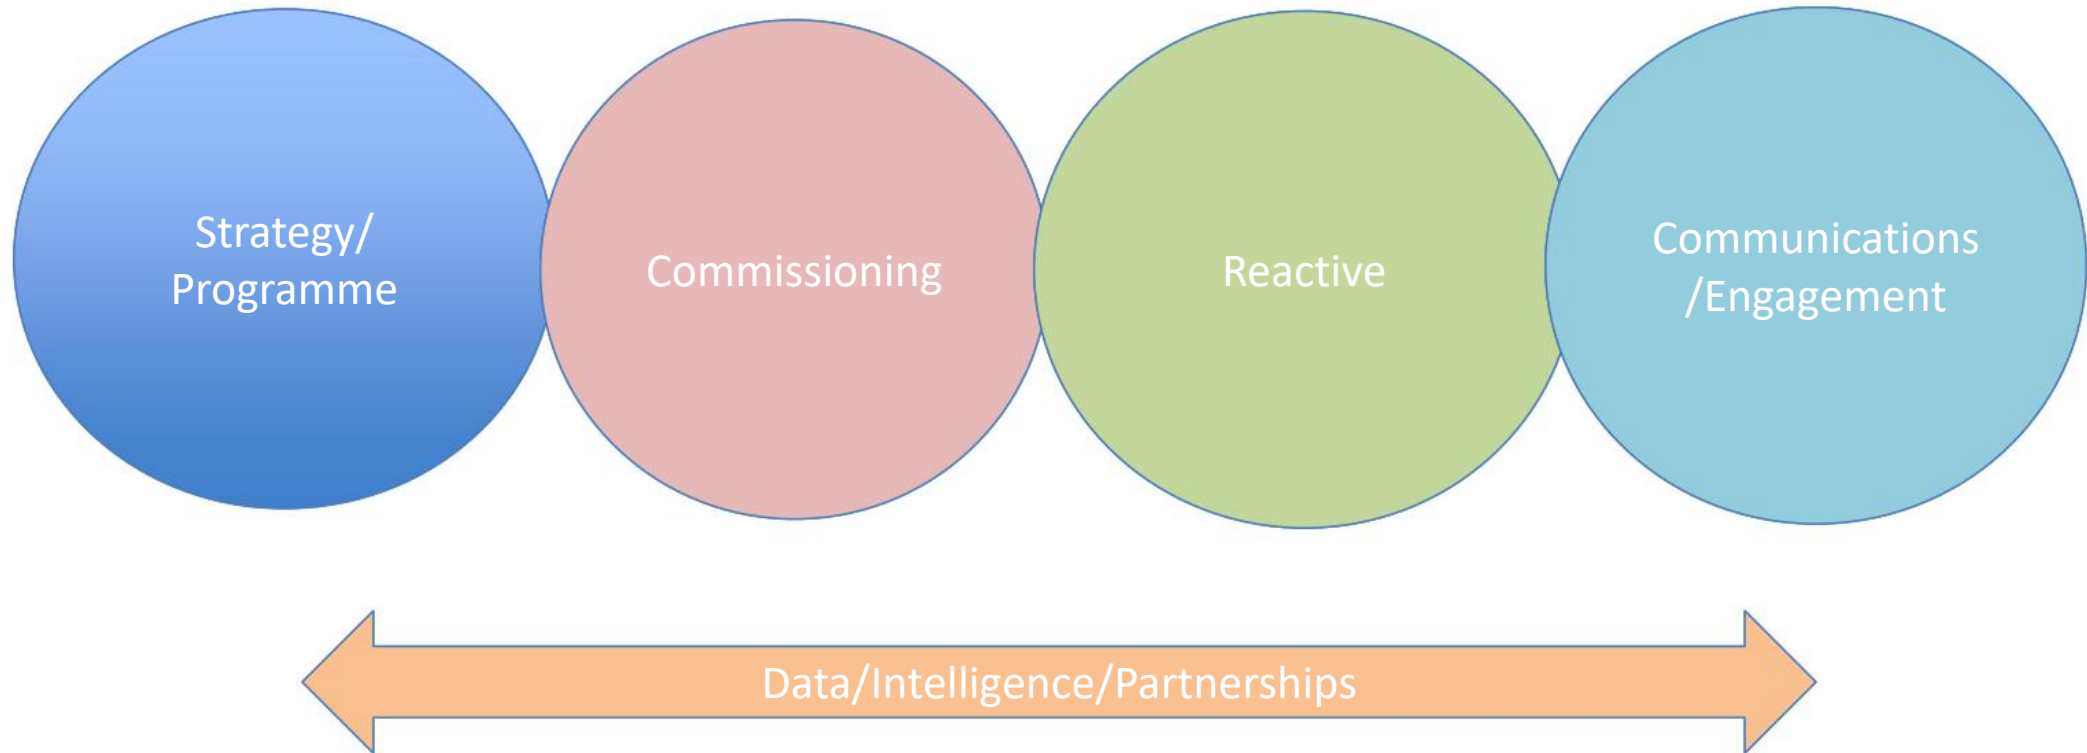 Strategy/
Programme
Commissioning
Reactive
Communications
/Engagement
Data/Intelligence/Partnerships